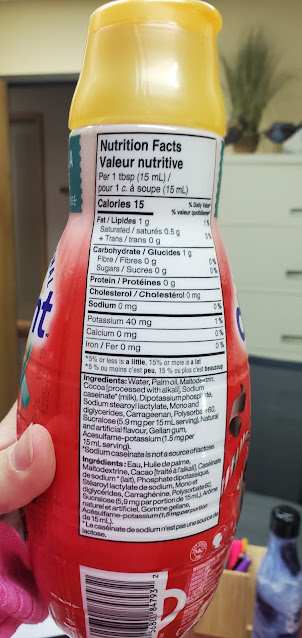 Nutrition Facts
Valeur nutritive
Per 1 tbsp (15 mL) /
pour 1 c. à soupe (15 mL)
Calories 15
% Daily Value*
% valeur quotidienne*
Fat / Lipides 1 g 1%
Saturated / saturés 0.5 g
+ Trans / trans 0 g
Carbohydrate / Glucides 1 g
Fibre / Fibres 0 g 0%
Sugars / Sucres 0 g 0%
Protein / Protéines 0 g
Cholesterol / Cholestérol 0 mg
Sodium 0 mg 0%
Potassium 40 mg 1%
Calcium 0 mg 0%
Iron / Fer 0 mg 0%
*5% or less is a little, 15% or more is a lot
*5 % ou moins c'est peu, 15 % ou plus c'est beaucoup
Ingredients: Water, Palm oil, Maltodextrin,
Cocoa [processed with alkali], Sodium
caseinate* (milk), Dipotassium phosphate,
Sodium stearoyl lactylate, Mono and
diglycerides, Carrageenan, Polysorbate 60,
Sucralose (5.9 mg per 15 mL serving), Natural
and artificial flavour, Gellan gum,
Acesulfame-potassium (1.5 mg per
15 mL serving).
*Sodium caseinate is not a source of lactose.
Ingrédients: Eau, Huile de palme,
Maltodextrine, Cacao [traité à l'alkali], Caséinate
de sodium* (lait), Phosphate dipotassique,
Stéaroyl lactylate de sodium, Mono et
diglycérides, Carraghénine, Polysorbate 60,
Sucralose (5,9 mg par portion de 15 mL), Arôme
naturel et artificiel, Gomme gellane,
Acésulfame-potassium (1,5 mg par portion
de 15 mL).
*Le caséinate de sodium n'est pas une source de
lactose.